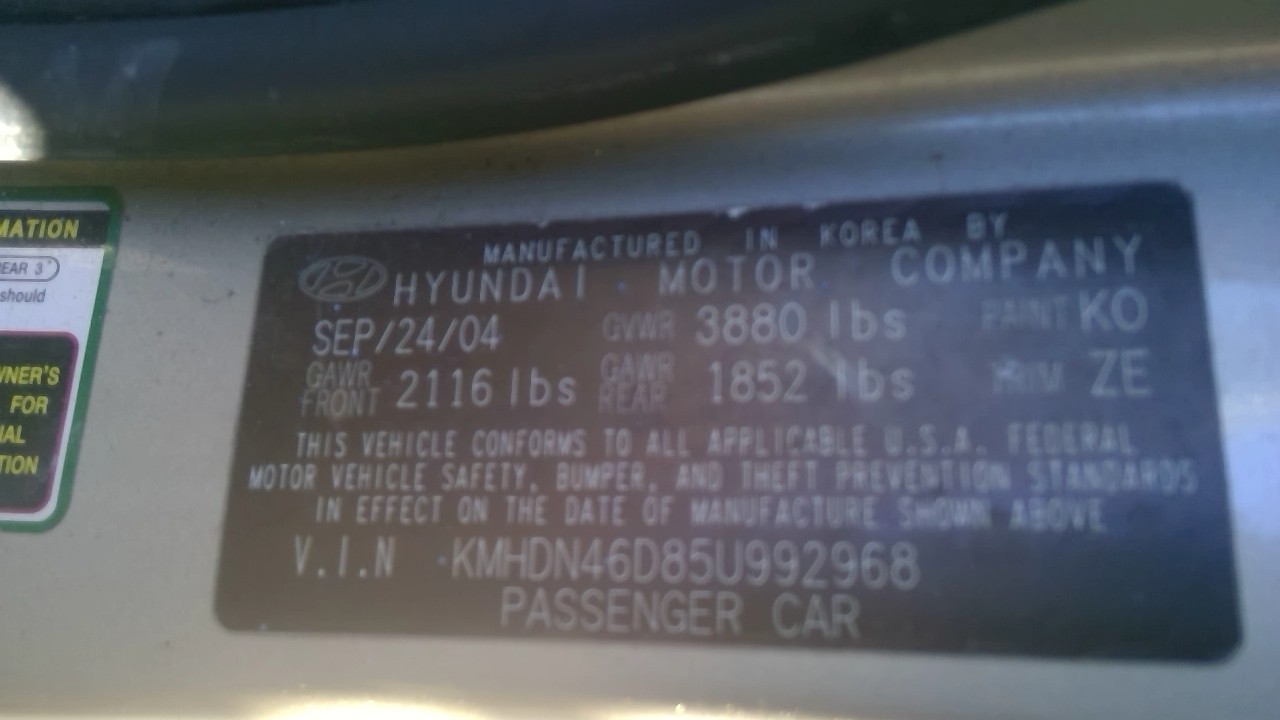 MATION
REAR 3
should
WNER'S
FOR
IAL
TION
MANUFACTURED IN KOREA BY
HYUNDAI MOTOR COMPANY
SEP/24/04 GVWR 3880 lbs PAINT KO
GAWR FRONT 2116 lbs GAWR REAR 1852 lbs TRIM ZE
THIS VEHICLE CONFORMS TO ALL APPLICABLE U.S.A. FEDERAL
MOTOR VEHICLE SAFETY, BUMPER, AND THEFT PREVENTION STANDARDS
IN EFFECT ON THE DATE OF MANUFACTURE SHOWN ABOVE
V.I.N KMHDN46D85U992968
PASSENGER CAR